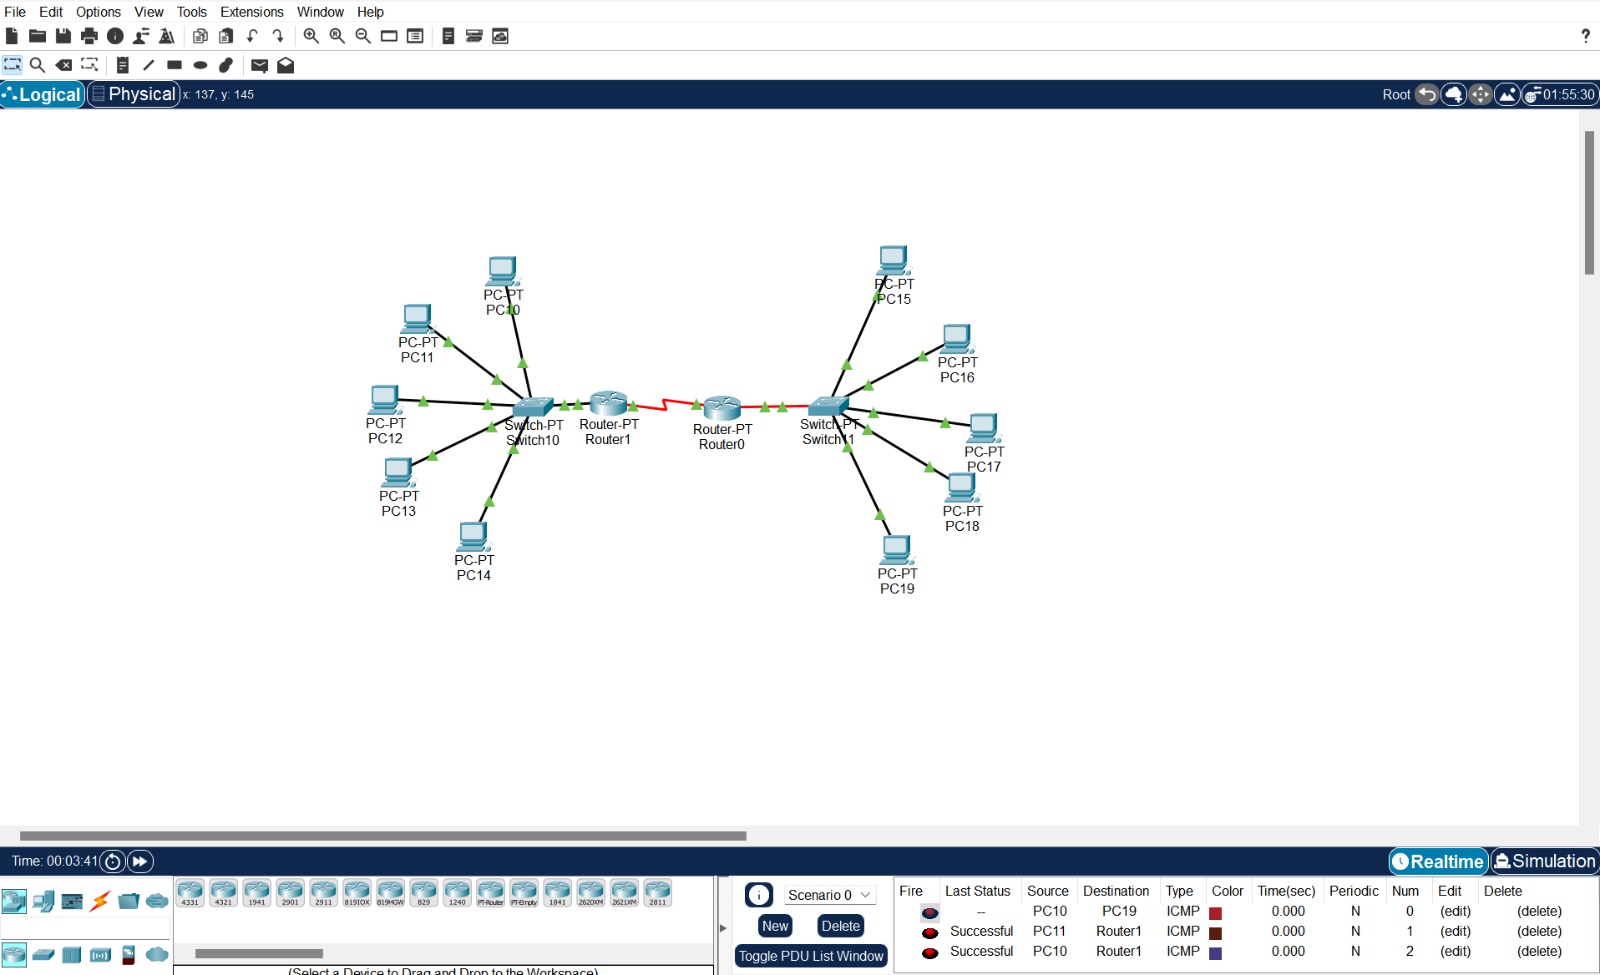 File Edit Options View Tools Extensions Window Help
?
Logical Physical x: 137, y: 145 Root 01:55:30
PC-PT
PC10
PC-PT
PC11
PC-PT
PC12
PC-PT
PC13
PC-PT
PC14
Switch-PT
Switch10
Router-PT
Router1
Router-PT
Router0
Switch-PT
Switch11
PC-PT
PC15
PC-PT
PC16
PC-PT
PC17
PC-PT
PC18
PC-PT
PC19
Time: 00:03:41 Realtime Simulation
4331 4321 1941 2901 2911 819IOX 819HGW 829 1240 PT-Router PT-Empty 1841 2620XM 2621XM 2811
(Select a Device to Drag and Drop to the Workspace)
Scenario 0
New Delete
Toggle PDU List Window
Fire Last Status Source Destination Type Color Time(sec) Periodic Num Edit Delete
-- PC10 PC19 ICMP 0.000 N 0 (edit) (delete)
Successful PC11 Router1 ICMP 0.000 N 1 (edit) (delete)
Successful PC10 Router1 ICMP 0.000 N 2 (edit) (delete)